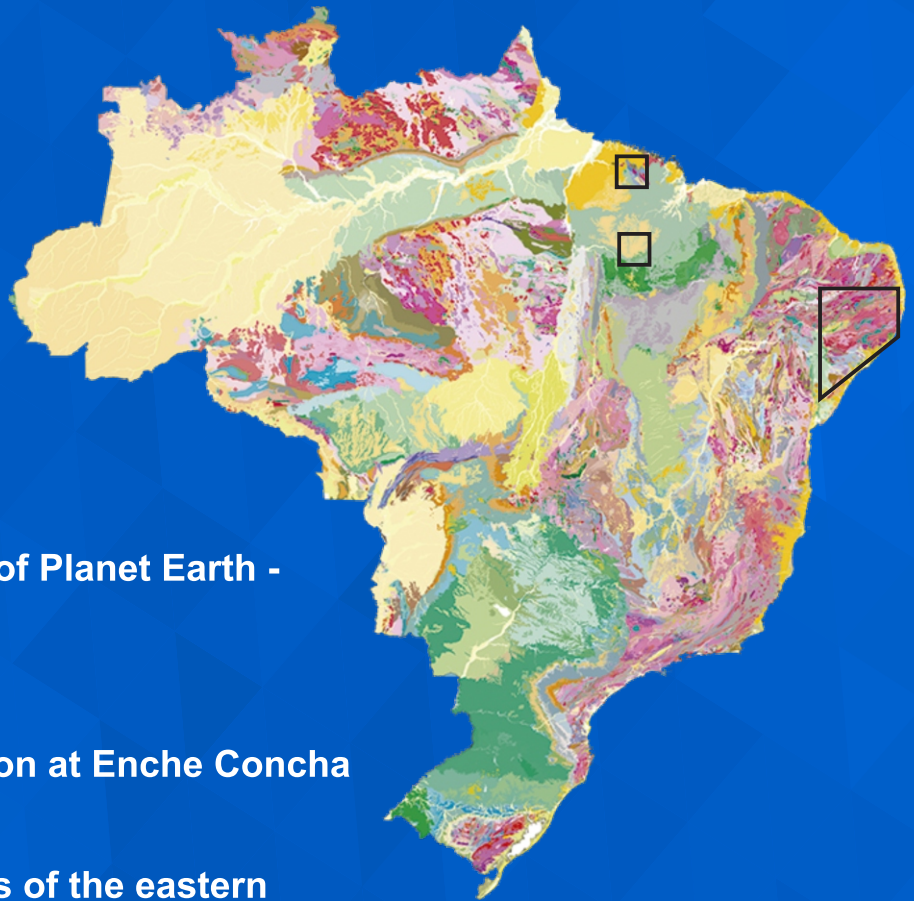 of Planet Earth -
on at Enche Concha
s of the eastern